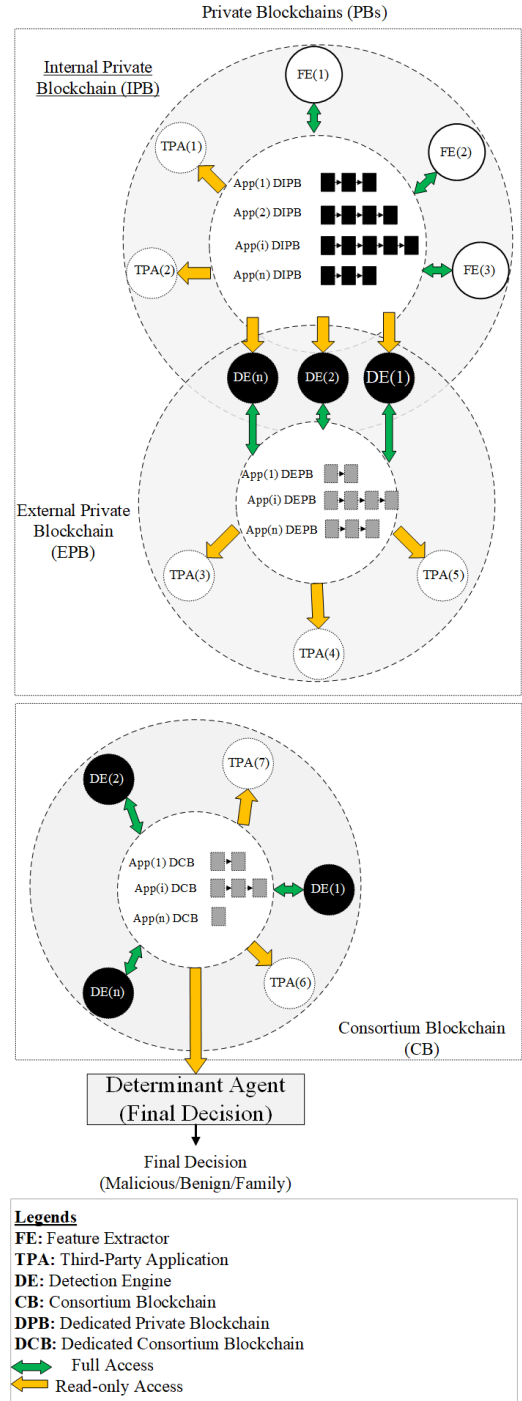 Private Blockchains (PBs)
Internal Private
Blockchain (IPB)
FE(1)
TPA(1)
FE(2)
App(1) DIPB
App(2) DIPB
App(i) DIPB
App(n) DIPB
TPA(2)
FE(3)
DE(n)
DE(2)
DE(1)
App(1) DEPB
App(i) DEPB
App(n) DEPB
External Private
Blockchain
(EPB)
TPA(3)
TPA(5)
TPA(4)
DE(2)
TPA(7)
App(1) DCB
App(i) DCB
App(n) DCB
DE(1)
DE(n)
TPA(6)
Consortium Blockchain
(CB)
Determinant Agent
(Final Decision)
Final Decision
(Malicious/Benign/Family)
Legends
FE: Feature Extractor
TPA: Third-Party Application
DE: Detection Engine
CB: Consortium Blockchain
DPB: Dedicated Private Blockchain
DCB: Dedicated Consortium Blockchain
Full Access
Read-only Access